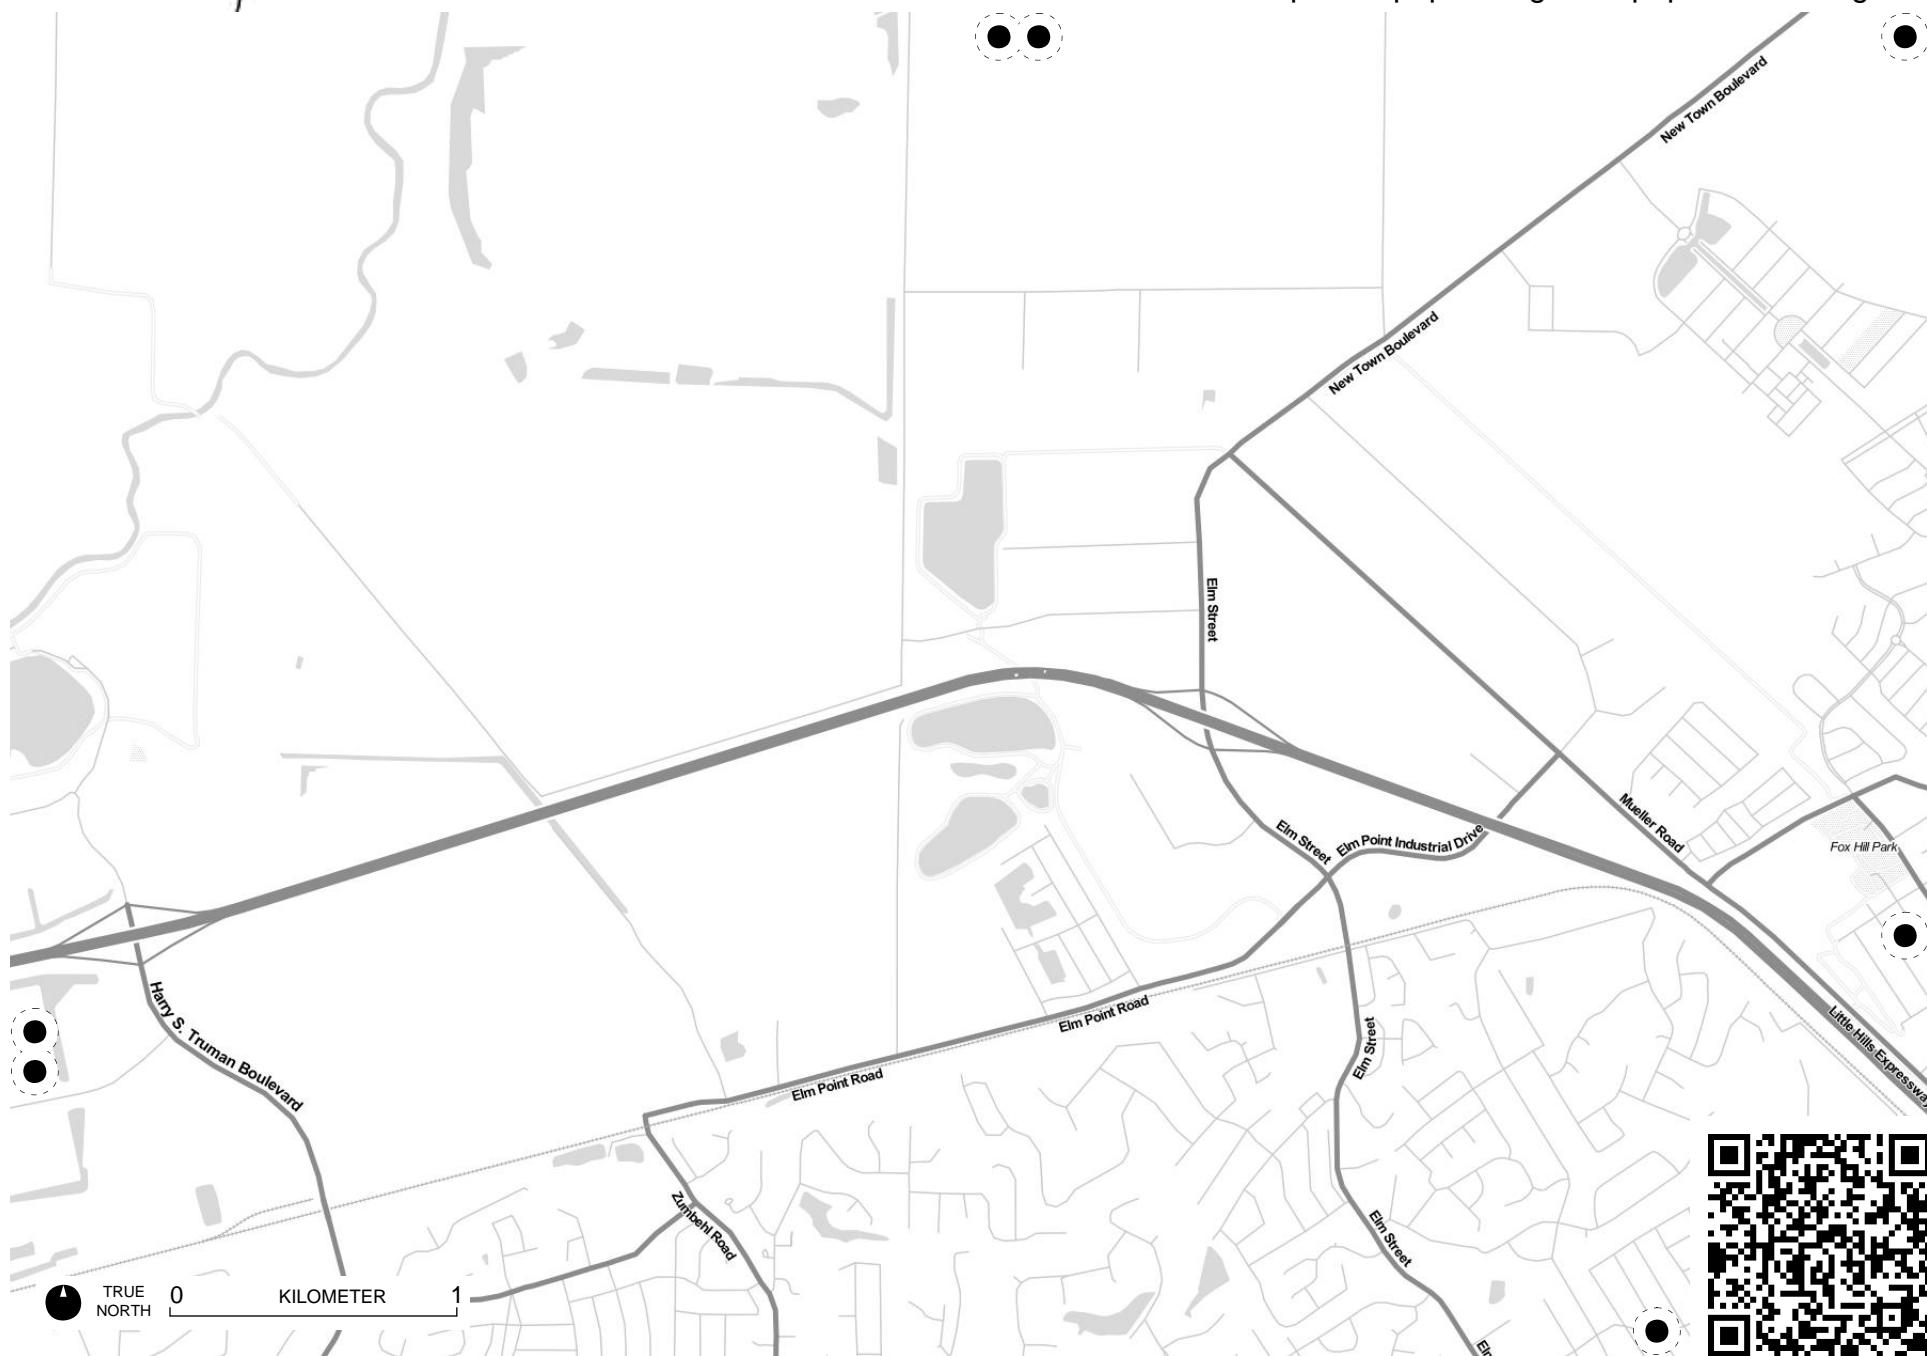 New Town Boulevard
New Town Boulevard
Elm Street
Mueller Road
Elm Street
Elm Point Industrial Drive
Fox Hill Park
Harry S. Truman Boulevard
Elm Point Road
Elm Street
Little Hills Expressway
Elm Point Road
Zumbehl Road
Elm Street
TRUE
NORTH
0
KILOMETER
1